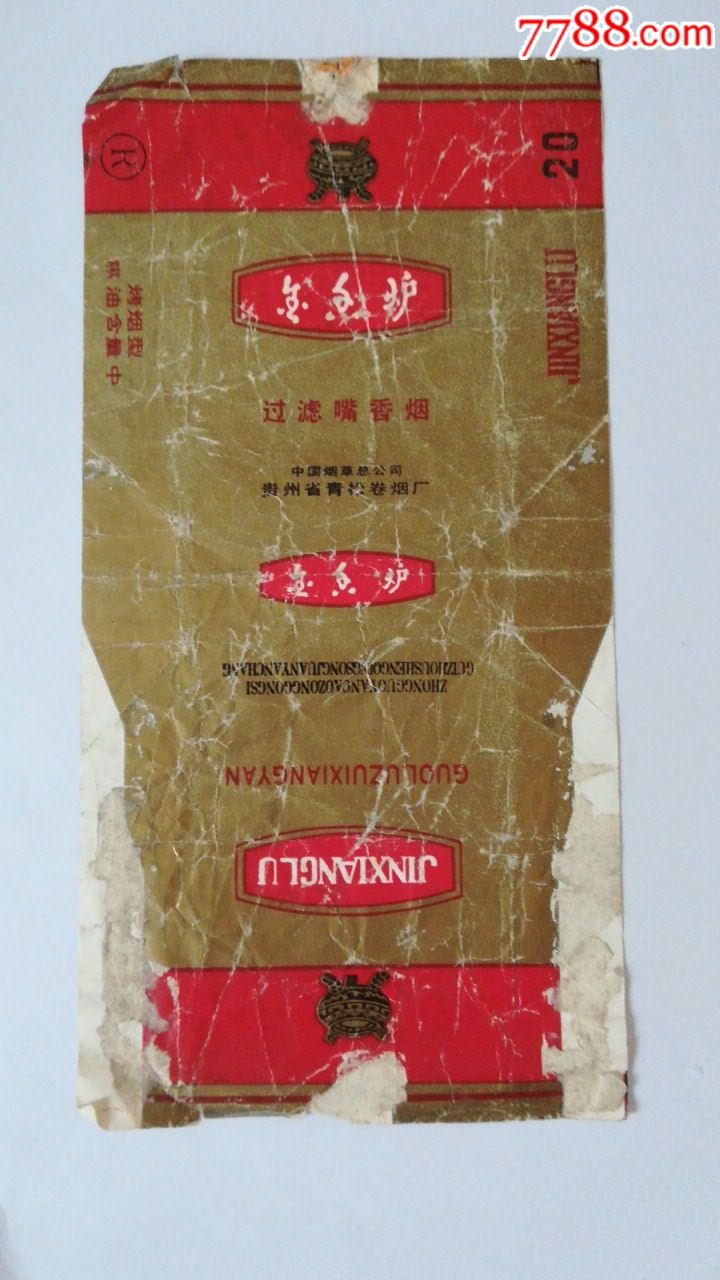 7788.com
R
20
金香炉
JINXIANGLU
烤烟型
焦油含量中
过滤嘴香烟
中国烟草总公司
贵州省青松卷烟厂
金香炉
ZHONGGUOYANCAOZONGGONGSI
GUIZHOUSHENGQINGSONGJUANYANCHANG
GUOLUZUIXIANGYAN
JINXIANGLU